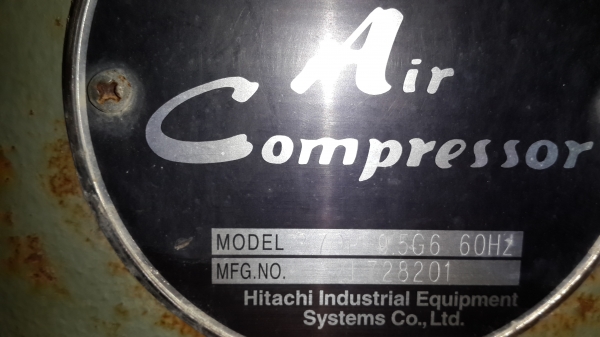 Air
Compressor
MODEL 60Hz
MFG.NO.
Hitachi Industrial Equipment
Systems Co., Ltd.